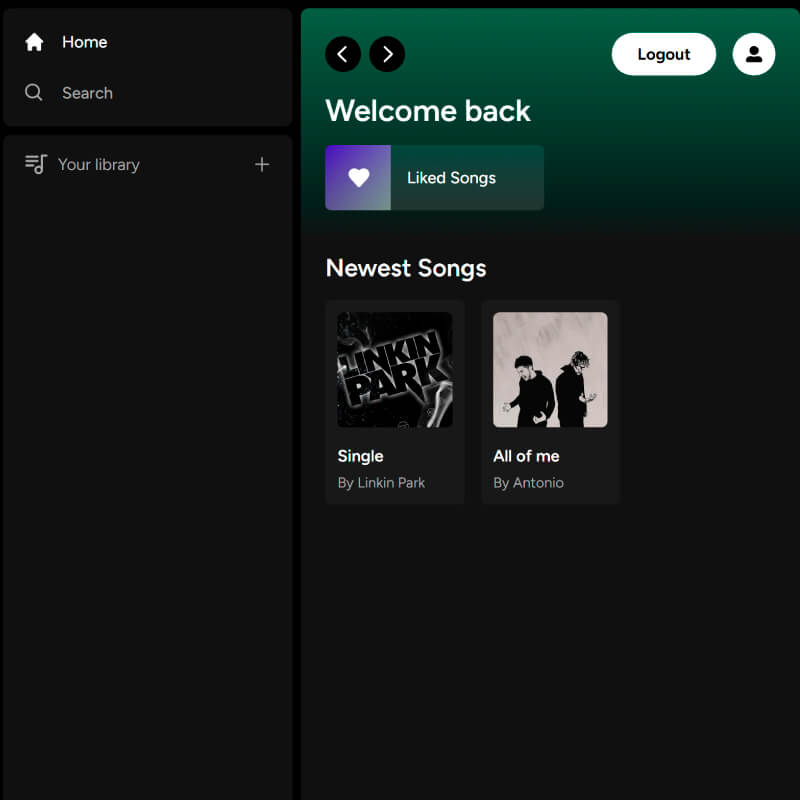 Home
Search
Your library
Logout
Welcome back
Liked Songs
Newest Songs
LINKIN
PARK
Single
By Linkin Park
All of me
By Antonio